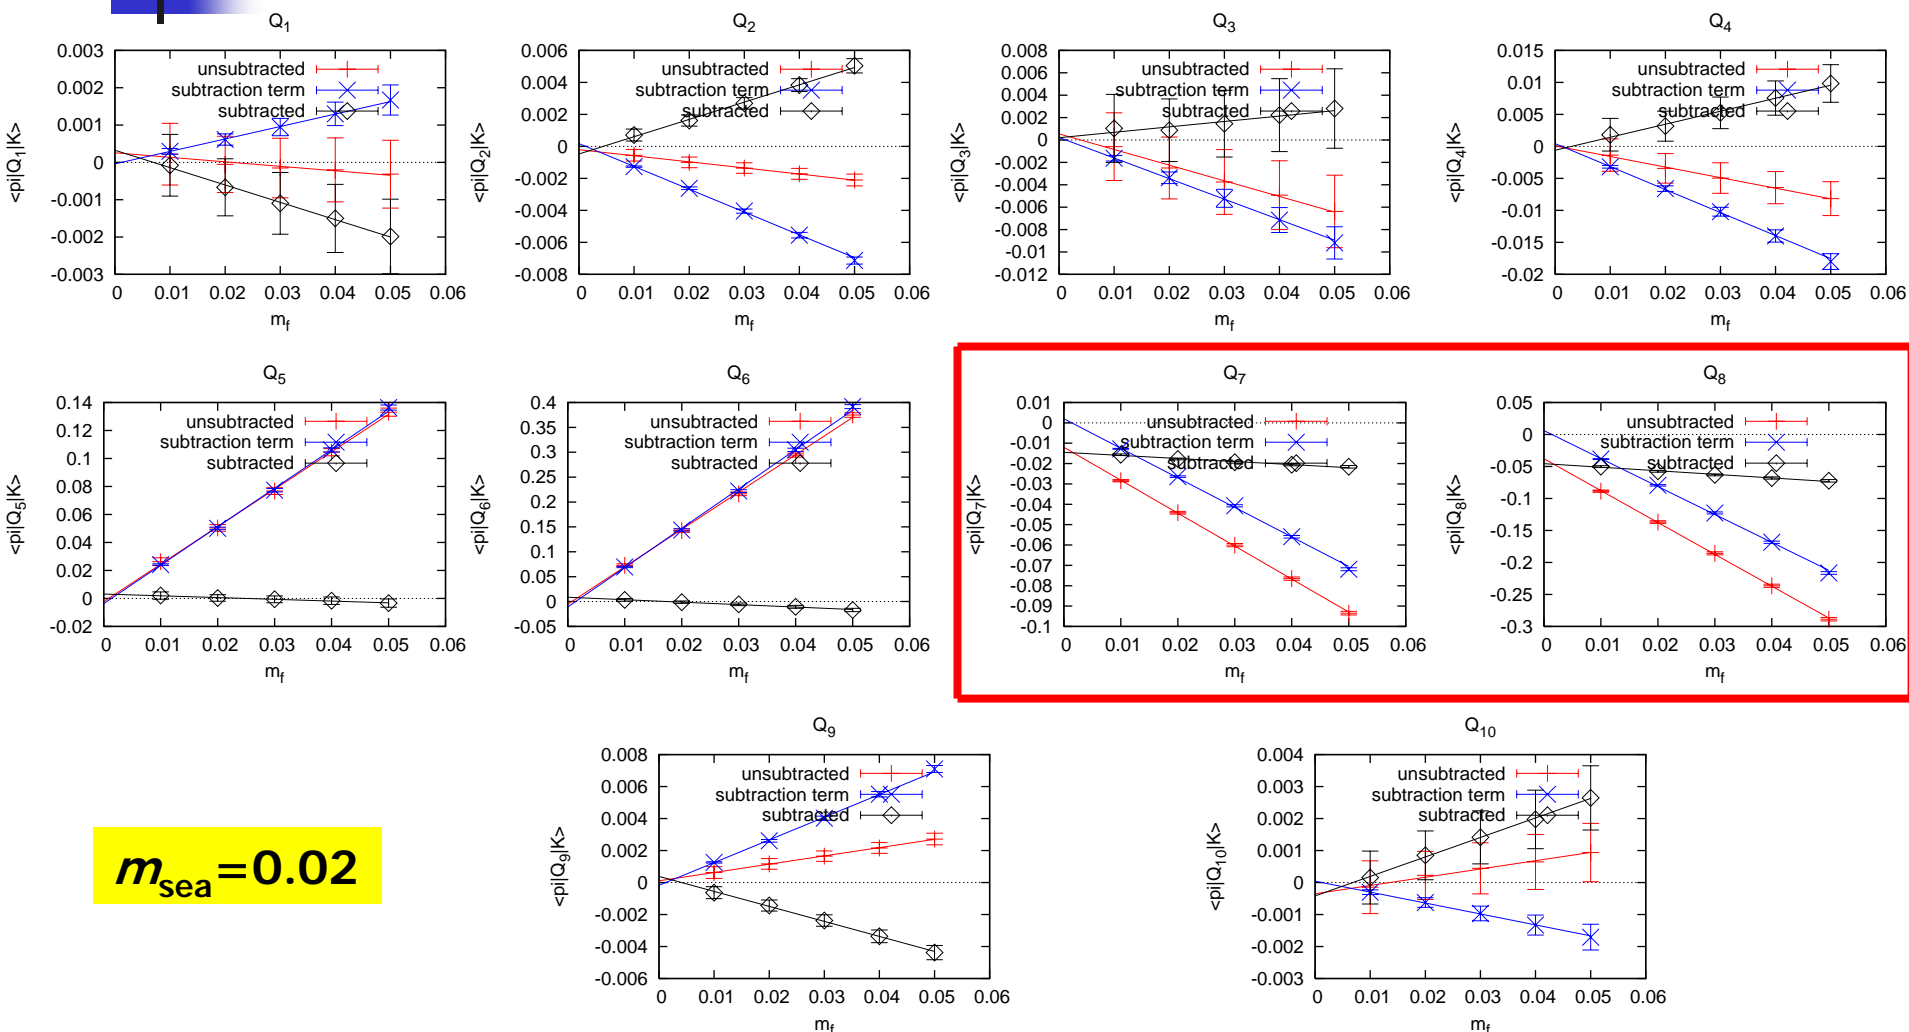 Q1
0.003
0.002
0.001
0
-0.001
-0.002
-0.003
<pi|Q1|K>
unsubtracted
subtraction term
subtracted
0 0.01 0.02 0.03 0.04 0.05 0.06
mf
Q2
0.006
0.004
0.002
0
-0.002
-0.004
-0.006
-0.008
<pi|Q2|K>
unsubtracted
subtraction term
subtracted
0 0.01 0.02 0.03 0.04 0.05 0.06
mf
Q3
0.008
0.006
0.004
0.002
0
-0.002
-0.004
-0.006
-0.008
-0.01
-0.012
<pi|Q3|K>
unsubtracted
subtraction term
subtracted
0 0.01 0.02 0.03 0.04 0.05 0.06
mf
Q4
0.015
0.01
0.005
0
-0.005
-0.01
-0.015
-0.02
<pi|Q4|K>
unsubtracted
subtraction term
subtracted
0 0.01 0.02 0.03 0.04 0.05 0.06
mf
Q5
0.14
0.12
0.1
0.08
0.06
0.04
0.02
0
-0.02
<pi|Q5|K>
unsubtracted
subtraction term
subtracted
0 0.01 0.02 0.03 0.04 0.05 0.06
mf
Q6
0.4
0.35
0.3
0.25
0.2
0.15
0.1
0.05
0
-0.05
<pi|Q6|K>
unsubtracted
subtraction term
subtracted
0 0.01 0.02 0.03 0.04 0.05 0.06
mf
Q7
0.01
0
-0.01
-0.02
-0.03
-0.04
-0.05
-0.06
-0.07
-0.08
-0.09
-0.1
<pi|Q7|K>
unsubtracted
subtraction term
subtracted
0 0.01 0.02 0.03 0.04 0.05 0.06
mf
Q8
0.05
0
-0.05
-0.1
-0.15
-0.2
-0.25
-0.3
<pi|Q8|K>
unsubtracted
subtraction term
subtracted
0 0.01 0.02 0.03 0.04 0.05 0.06
mf
msea=0.02
Q9
0.008
0.006
0.004
0.002
0
-0.002
-0.004
-0.006
<pi|Q9|K>
unsubtracted
subtraction term
subtracted
0 0.01 0.02 0.03 0.04 0.05 0.06
mf
Q10
0.004
0.003
0.002
0.001
0
-0.001
-0.002
-0.003
<pi|Q10|K>
unsubtracted
subtraction term
subtracted
0 0.01 0.02 0.03 0.04 0.05 0.06
mf